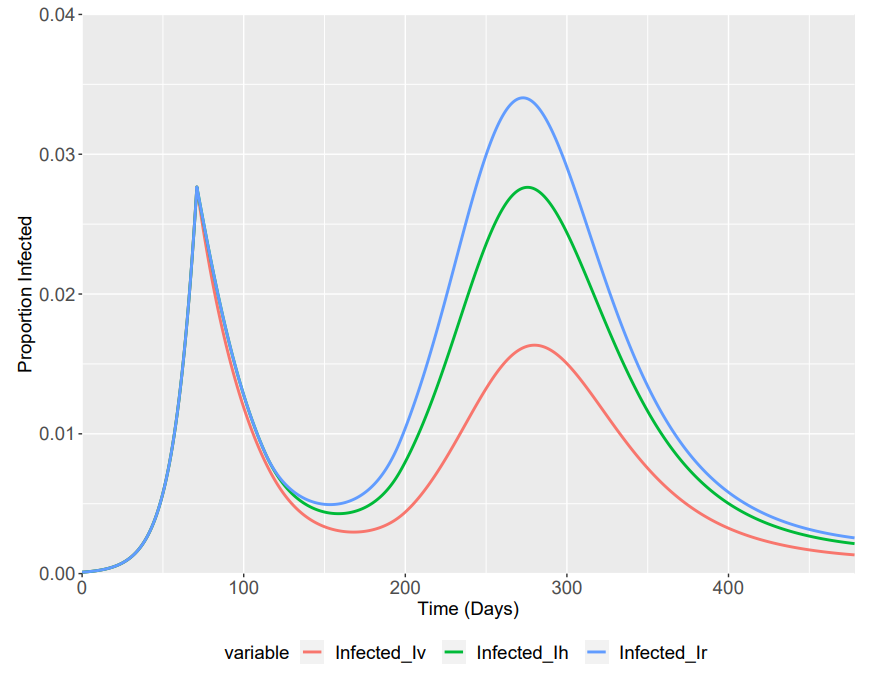 0.04
0.03
0.02
0.01
0.00
Proportion Infected
0 100 200 300 400
Time (Days)
variable Infected_Iv Infected_Ih Infected_Ir